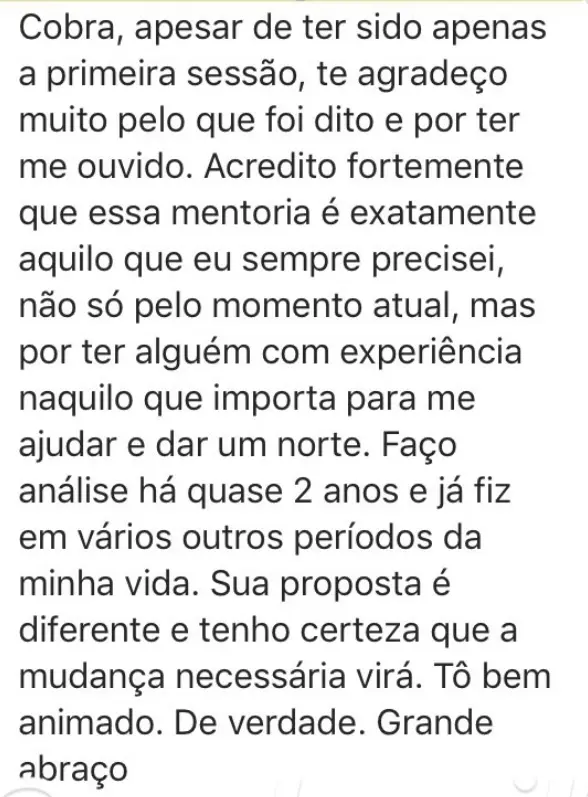 Cobra, apesar de ter sido apenas
a primeira sessão, te agradeço
muito pelo que foi dito e por ter
me ouvido. Acredito fortemente
que essa mentoria é exatamente
aquilo que eu sempre precisei,
não só pelo momento atual, mas
por ter alguém com experiência
naquilo que importa para me
ajudar e dar um norte. Faço
análise há quase 2 anos e já fiz
em vários outros períodos da
minha vida. Sua proposta é
diferente e tenho certeza que a
mudança necessária virá. Tô bem
animado. De verdade. Grande
abraço